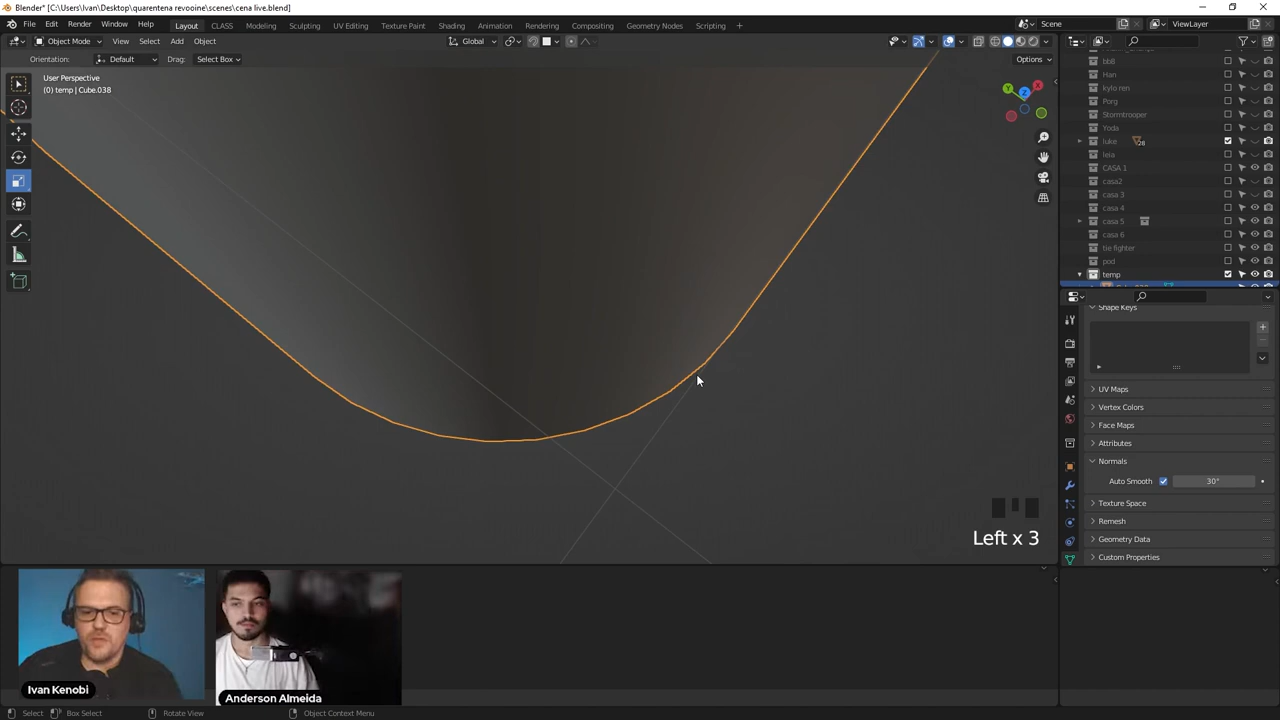 Blender* [C:\Users\Ivan\Desktop\quarentena revooine\scenes\cena live.blend]
File Edit Render Window Help Layout CLASS Modeling Sculpting UV Editing Texture Paint Shading Animation Rendering Compositing Geometry Nodes Scripting Scene ViewLayer
Object Mode View Select Add Object Global
Orientation: Default Drag: Select Box Options
User Perspective
(0) temp | Cube.038
Y X Z
bb8
Han
kylo ren
Porg
Stormtrooper
Yoda
luke 28
leia
CASA 1
casa2
casa 3
casa 4
casa 5
casa 6
tie fighter
pod
temp
Shape Keys
UV Maps
Vertex Colors
Face Maps
Attributes
Normals
Auto Smooth 30°
Texture Space
Remesh
Geometry Data
Custom Properties
Left x 3
Ivan Kenobi
Anderson Almeida
Select Box Select Rotate View Object Context Menu